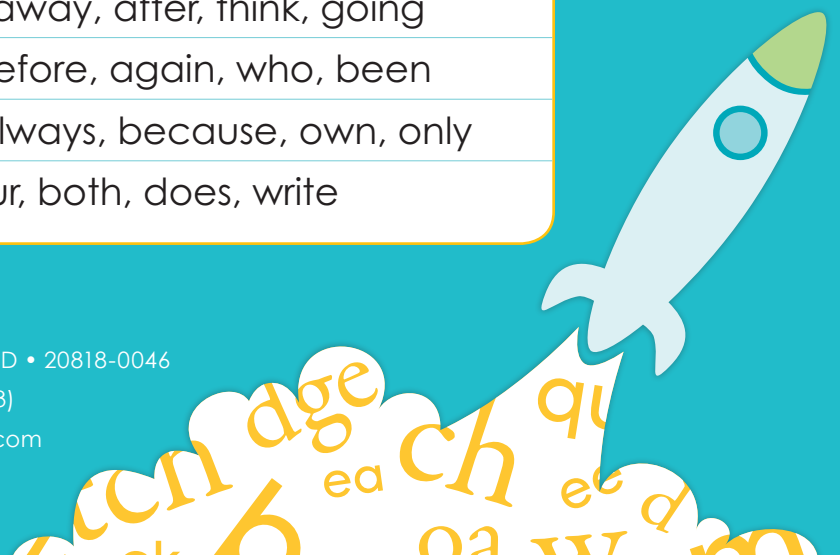 away, after, think, going
efore, again, who, been
lways, because, own, only
ur, both, does, write
D • 20818-0046
3)
com
dge
tch
ea
ch
qu
ee
d
oa
w